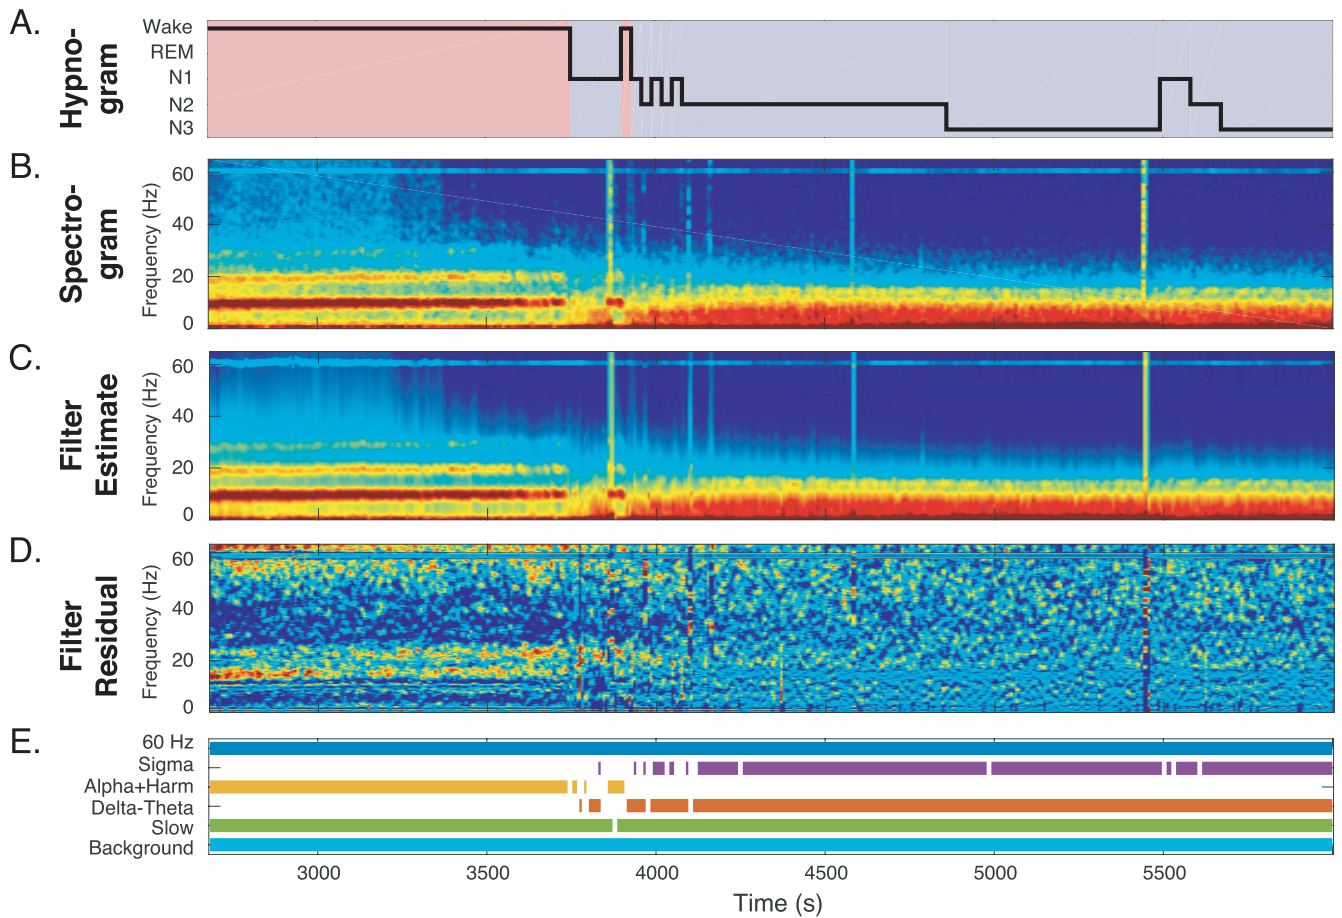 A.
Hypno-
gram
Wake
REM
N1
N2
N3
B.
Spectro-
gram
Frequency (Hz)
60
40
20
0
C.
Filter
Estimate
Frequency (Hz)
60
40
20
0
D.
Filter
Residual
Frequency (Hz)
60
40
20
0
E.
60 Hz
Sigma
Alpha+Harm
Delta-Theta
Slow
Background
3000 3500 4000 4500 5000 5500
Time (s)